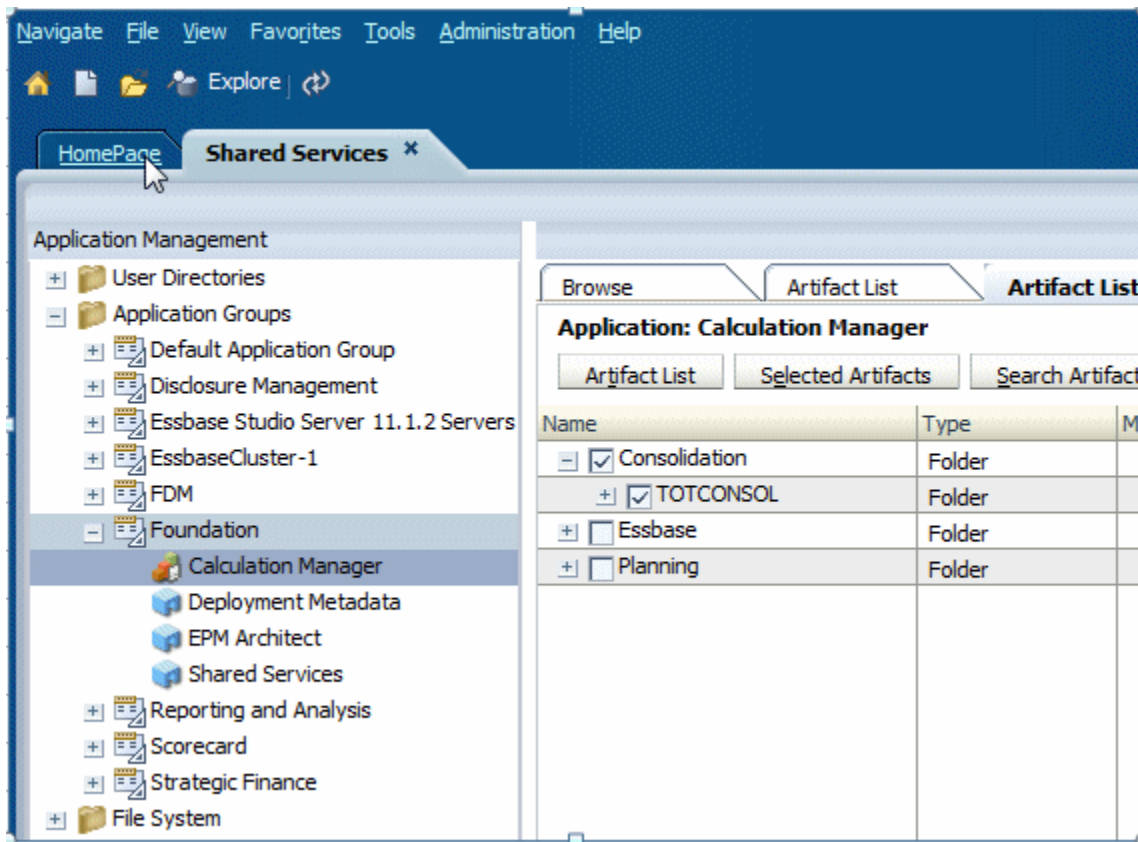 Navigate File View Favorites Tools Administration Help
Explore
HomePage Shared Services
Application Management
User Directories
Application Groups
Default Application Group
Disclosure Management
Essbase Studio Server 11.1.2 Servers
EssbaseCluster-1
FDM
Foundation
Calculation Manager
Deployment Metadata
EPM Architect
Shared Services
Reporting and Analysis
Scorecard
Strategic Finance
File System
Browse Artifact List Artifact List
Application: Calculation Manager
Artifact List Selected Artifacts Search Artifact
Name Type M
Consolidation Folder
TOTCONSOL Folder
Essbase Folder
Planning Folder